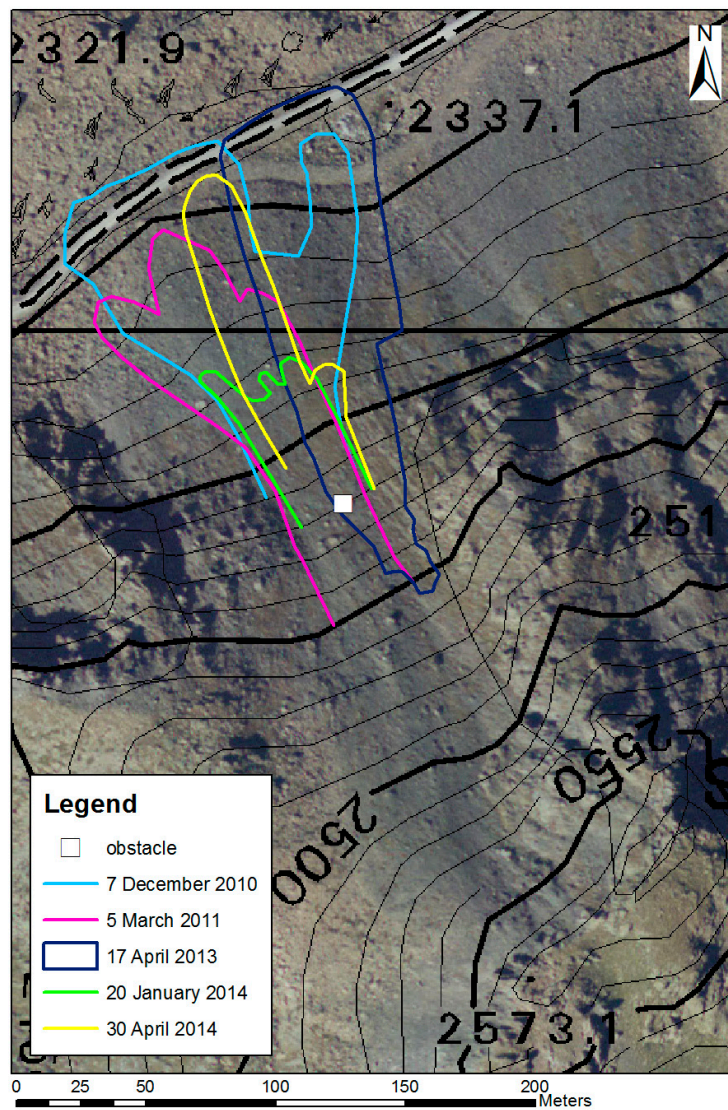 2321.9
N
2337.1
251
2550
2500
2573.1
Legend
obstacle
7 December 2010
5 March 2011
17 April 2013
20 January 2014
30 April 2014
0 25 50 100 150 200
Meters